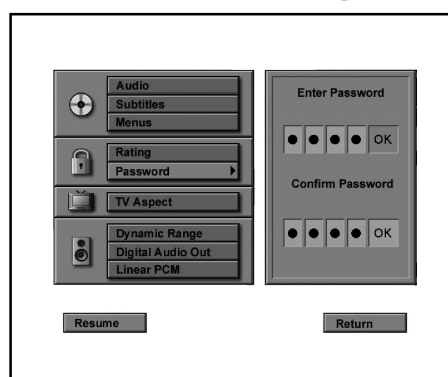 Audio
Subtitles
Menus
Rating
Password
TV Aspect
Dynamic Range
Digital Audio Out
Linear PCM
Enter Password
OK
Confirm Password
OK
Resume
Return